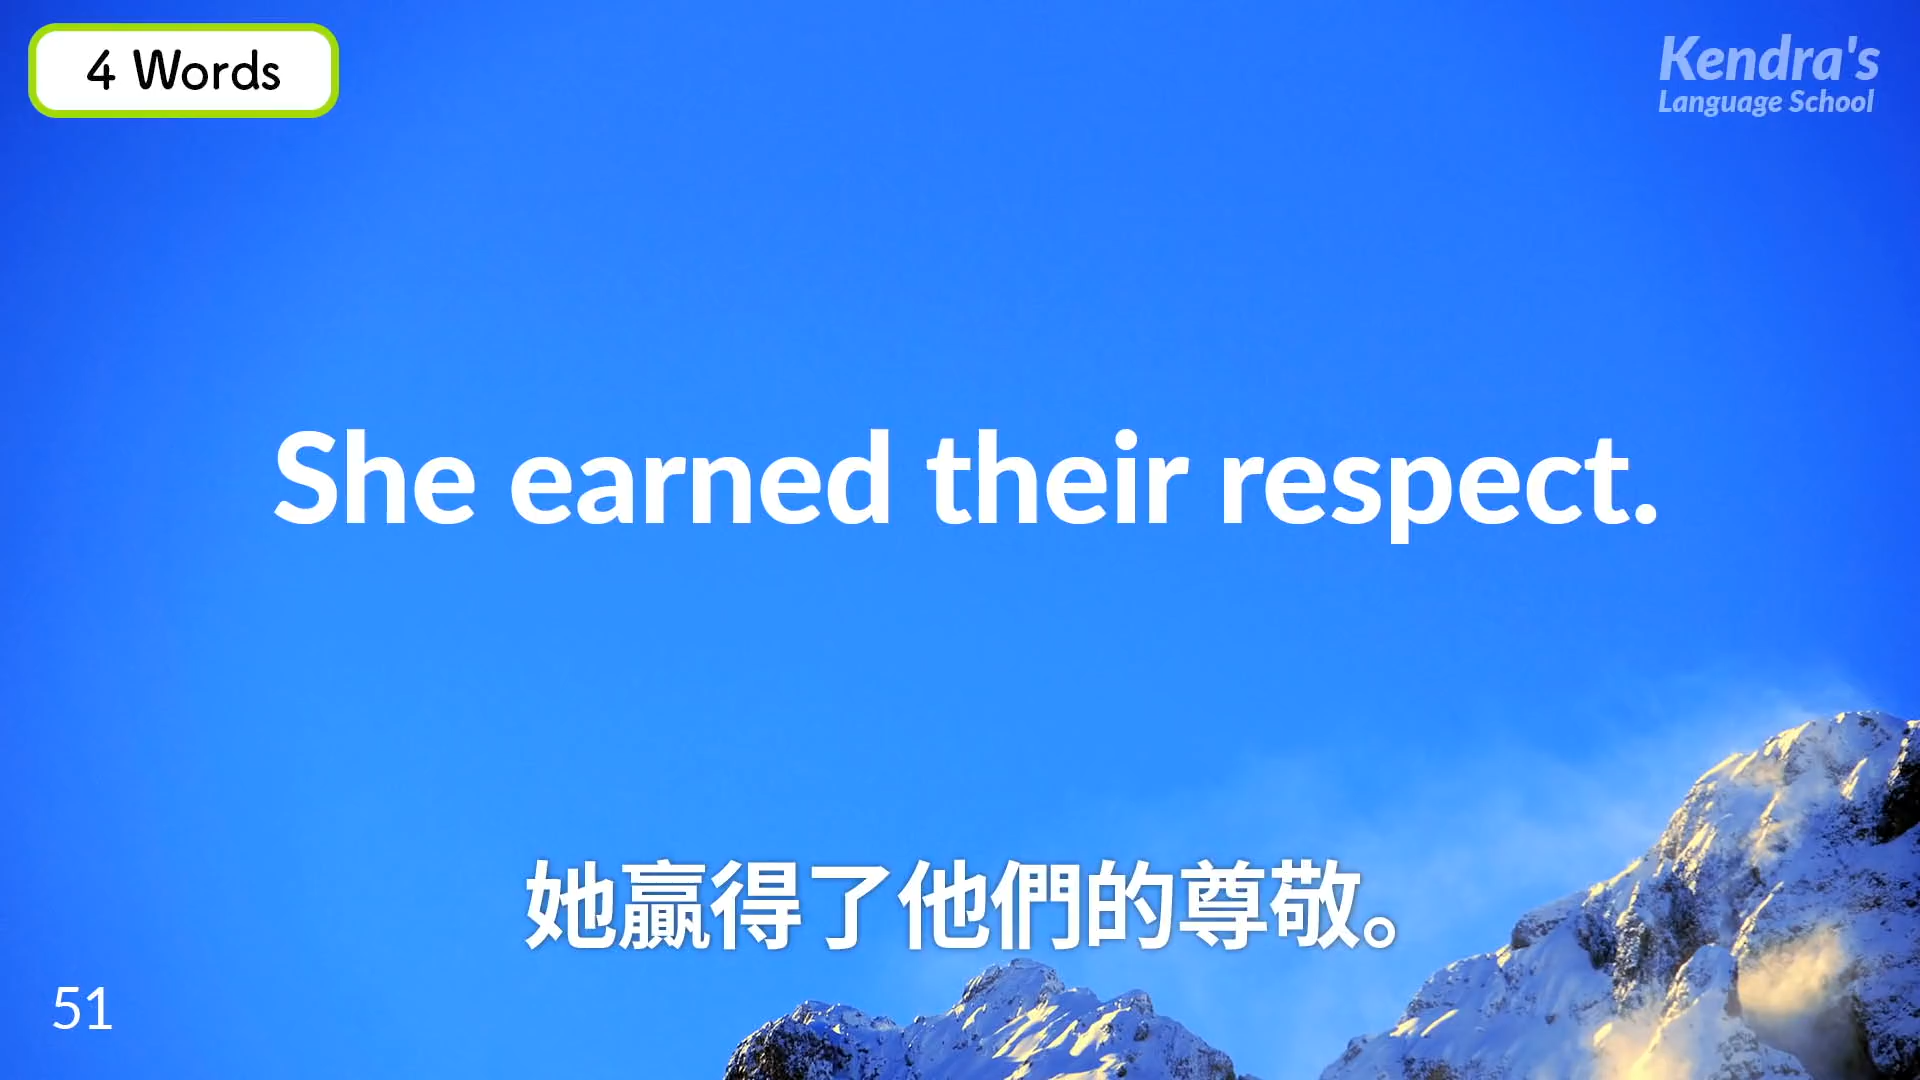 4 Words
Kendra's
Language School
She earned their respect.
她贏得了他們的尊敬。
51